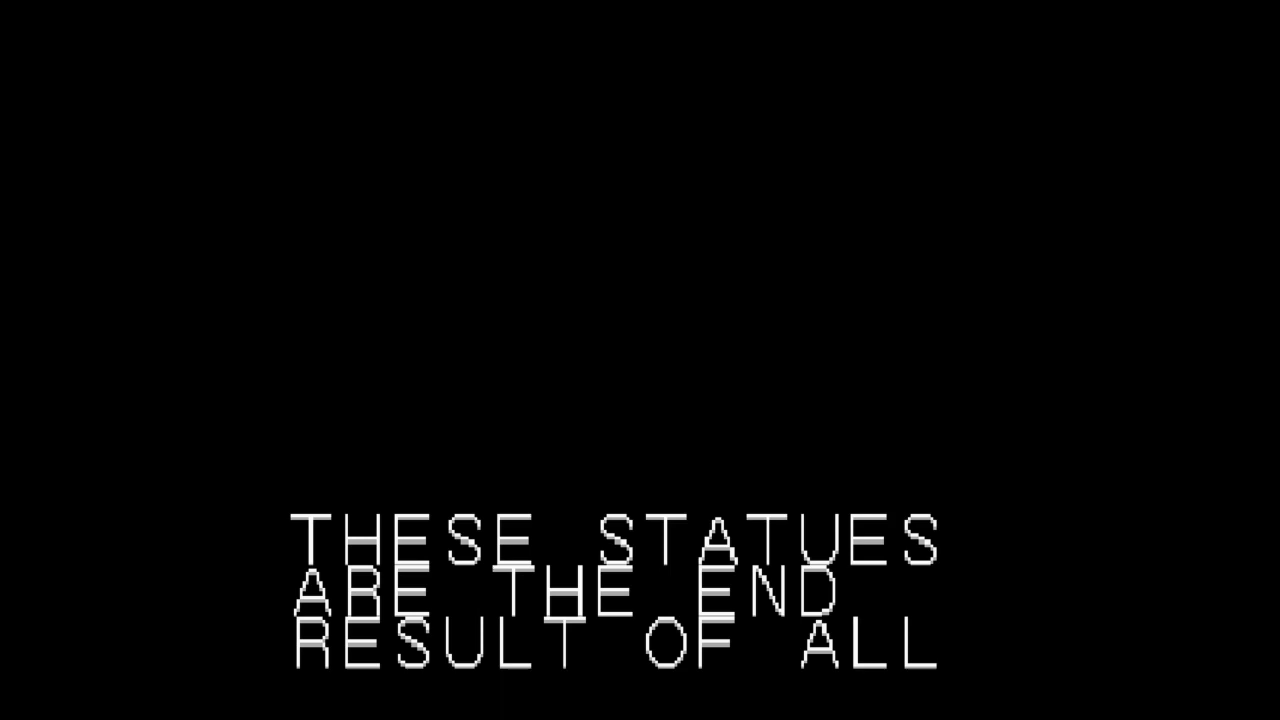 THESE STATUES
ARE THE END
RESULT OF ALL